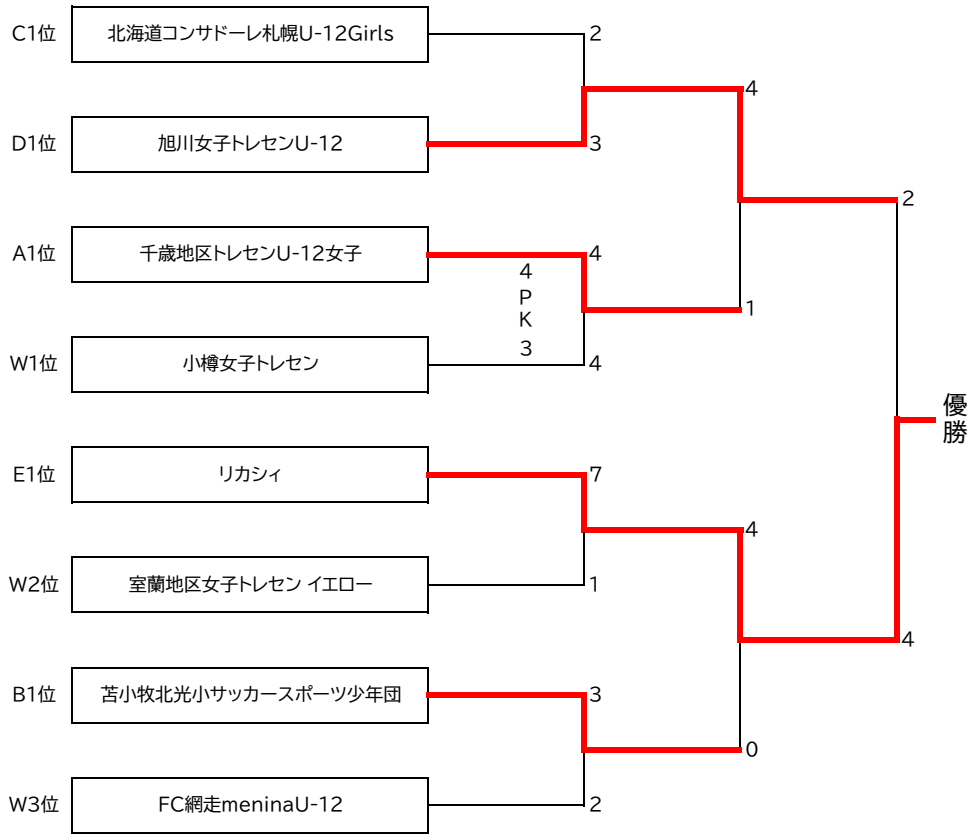 C1位 北海道コンサドーレ札幌U-12Girls 2
4
D1位 旭川女子トレセンU-12 3
2
A1位 千歳地区トレセンU-12女子 4
4
P
K
3
1
W1位 小樽女子トレセン 4
優
勝
E1位 リカシィ 7
4
W2位 室蘭地区女子トレセン イエロー 1
4
B1位 苫小牧北光小サッカースポーツ少年団 3
0
W3位 FC網走meninaU-12 2